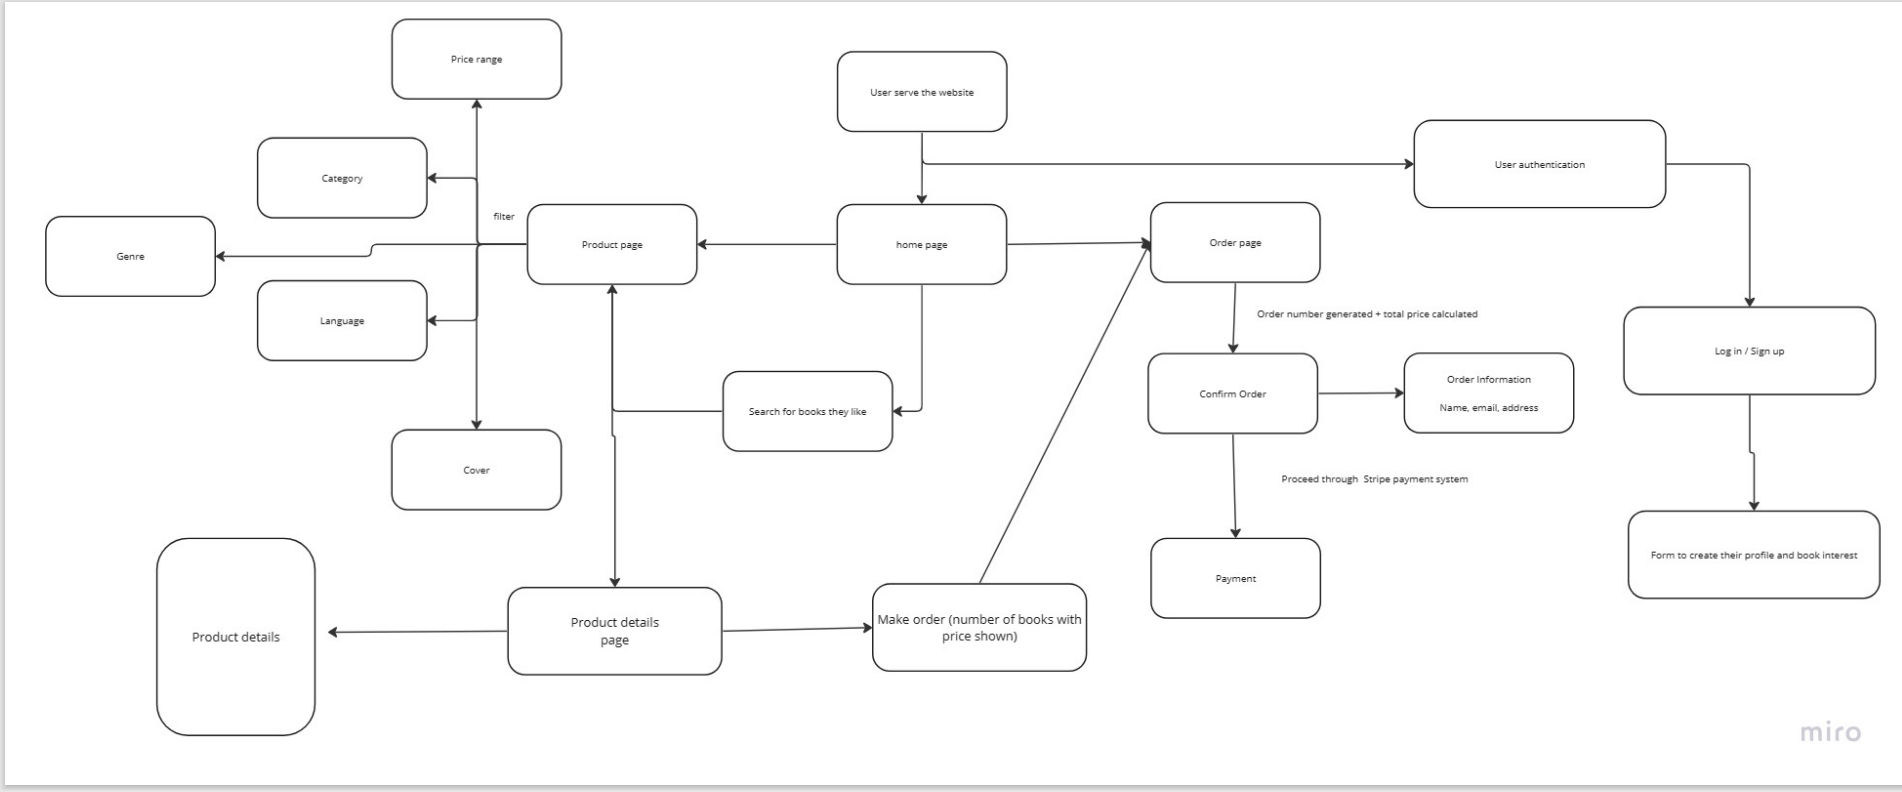 Price range
User serve the website
Category
User authentication
filter
Genre
Product page
home page
Order page
Language
Order number generated + total price calculated
Log in / Sign up
Search for books they like
Confirm Order
Order Information
Name, email, address
Cover
Proceed through  Stripe payment system
Form to create their profile and book interest
Payment
Product details
Product details
page
Make order (number of books with
price shown)
miro